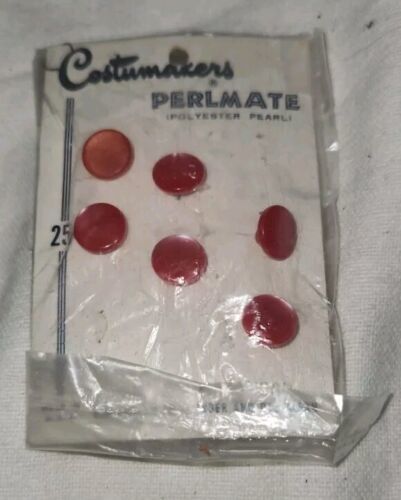 Costumakers
®
PERLMATE
(POLYESTER PEARL)
25